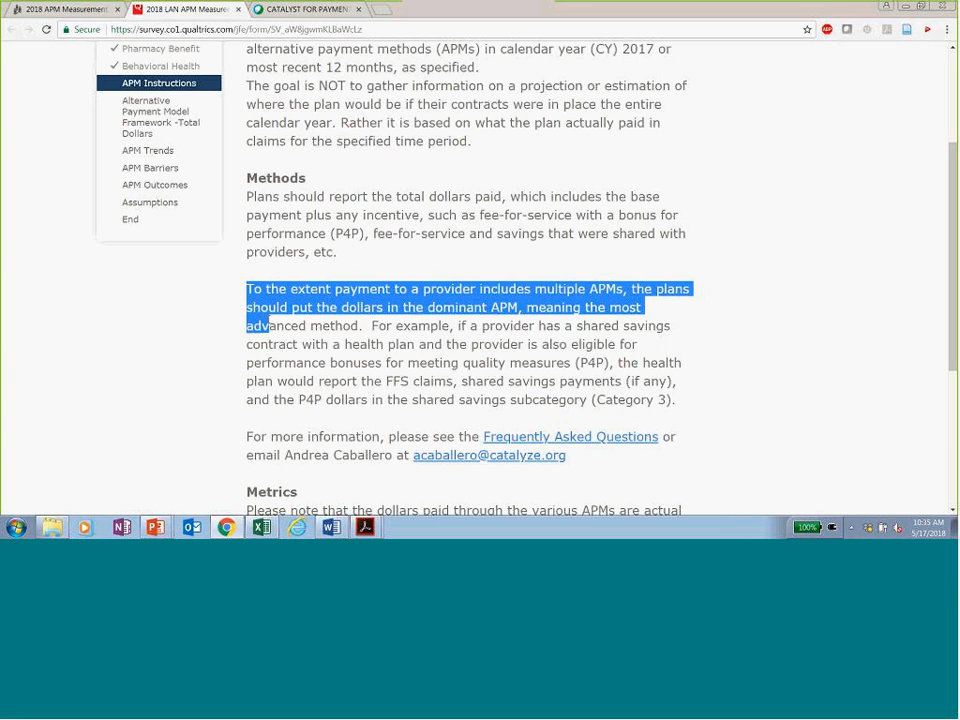 2018 APM Measurement
2018 LAN APM Measure
CATALYST FOR PAYMENT
Secure
https://survey.co1.qualtrics.com/jfe/form/SV_aW8jgwmKLBaWcLz
Pharmacy Benefit
Behavioral Health
APM Instructions
Alternative
Payment Model
Framework -Total
Dollars
APM Trends
APM Barriers
APM Outcomes
Assumptions
End
alternative payment methods (APMs) in calendar year (CY) 2017 or
most recent 12 months, as specified.
The goal is NOT to gather information on a projection or estimation of
where the plan would be if their contracts were in place the entire
calendar year. Rather it is based on what the plan actually paid in
claims for the specified time period.
Methods
Plans should report the total dollars paid, which includes the base
payment plus any incentive, such as fee-for-service with a bonus for
performance (P4P), fee-for-service and savings that were shared with
providers, etc.
To the extent payment to a provider includes multiple APMs, the plans
should put the dollars in the dominant APM, meaning the most
advanced method.  For example, if a provider has a shared savings
contract with a health plan and the provider is also eligible for
performance bonuses for meeting quality measures (P4P), the health
plan would report the FFS claims, shared savings payments (if any),
and the P4P dollars in the shared savings subcategory (Category 3).
For more information, please see the Frequently Asked Questions or
email Andrea Caballero at acaballero@catalyze.org
Metrics
Please note that the dollars paid through the various APMs are actual
100%
10:35 AM
5/17/2018